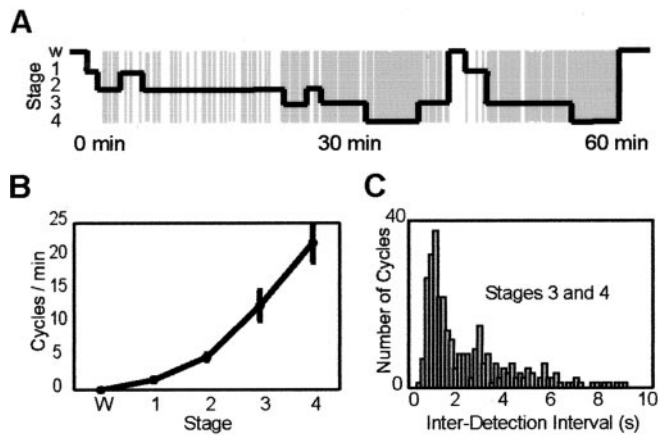 A
W
1
2
3
4
Stage
0 min 30 min 60 min
B
25
20
15
10
5
0
Cycles / min
W 1 2 3 4
Stage
C
40
0
Number of Cycles
Stages 3 and 4
2 4 6 8 10
Inter-Detection Interval (s)